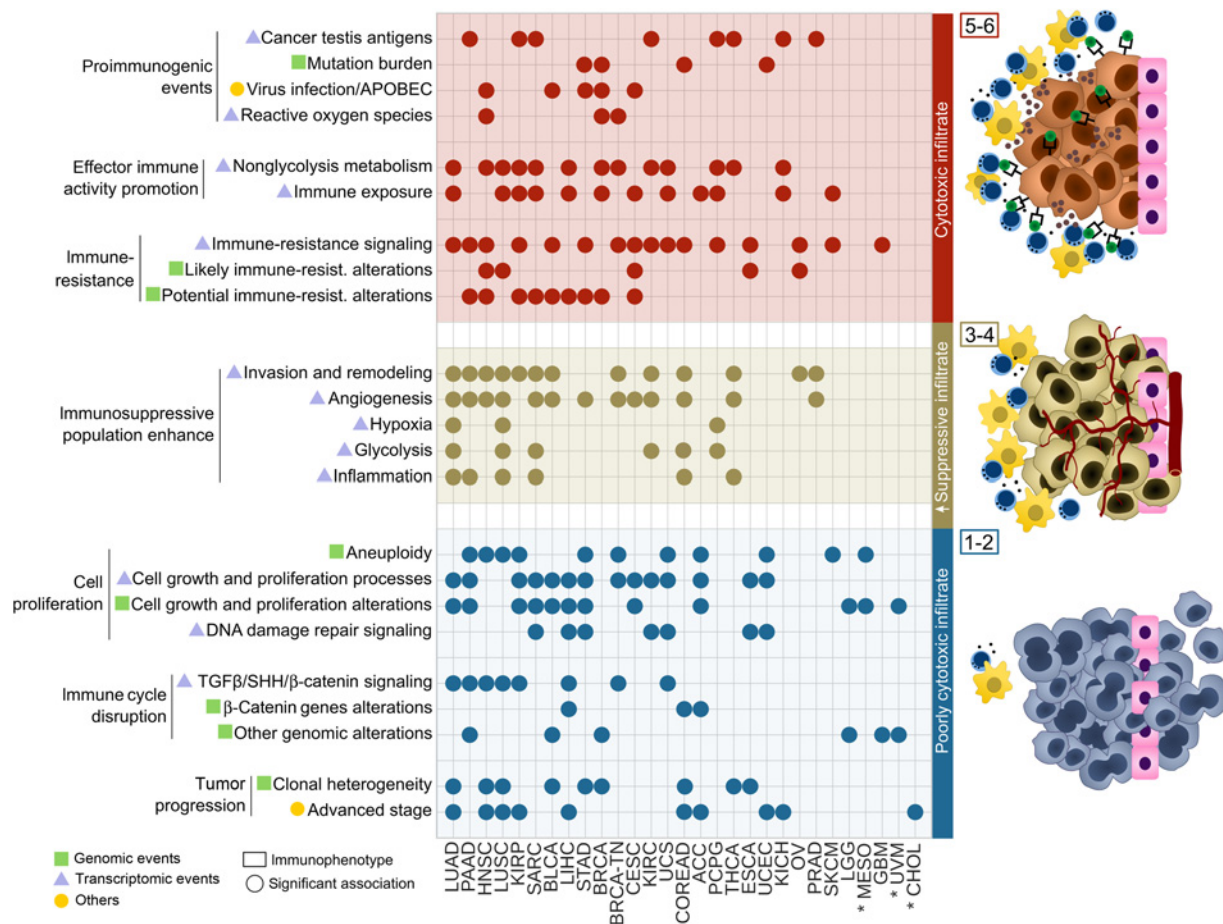 Proimmunogenic
events
Cancer testis antigens
Mutation burden
Virus infection/APOBEC
Reactive oxygen species
Effector immune
activity promotion
Nonglycolysis metabolism
Immune exposure
Immune-
resistance
Immune-resistance signaling
Likely immune-resist. alterations
Potential immune-resist. alterations
Cytotoxic infiltrate
5-6
Immunosuppressive
population enhance
Invasion and remodeling
Angiogenesis
Hypoxia
Glycolysis
Inflammation
↑ Suppressive infiltrate
3-4
Cell
proliferation
Aneuploidy
Cell growth and proliferation processes
Cell growth and proliferation alterations
DNA damage repair signaling
Immune cycle
disruption
TGFβ/SHH/β-catenin signaling
β-Catenin genes alterations
Other genomic alterations
Tumor
progression
Clonal heterogeneity
Advanced stage
Poorly cytotoxic infiltrate
1-2
LUAD
PAAD
HNSC
LUSC
KIRP
SARC
BLCA
LIHC
STAD
BRCA
BRCA-TN
CESC
KIRC
UCS
COREAD
ACC
PCPG
THCA
ESCA
UCEC
KICH
OV
PRAD
SKCM
LGG
* MESO
GBM
* UVM
* CHOL
Genomic events
Transcriptomic events
Others
Immunophenotype
Significant association